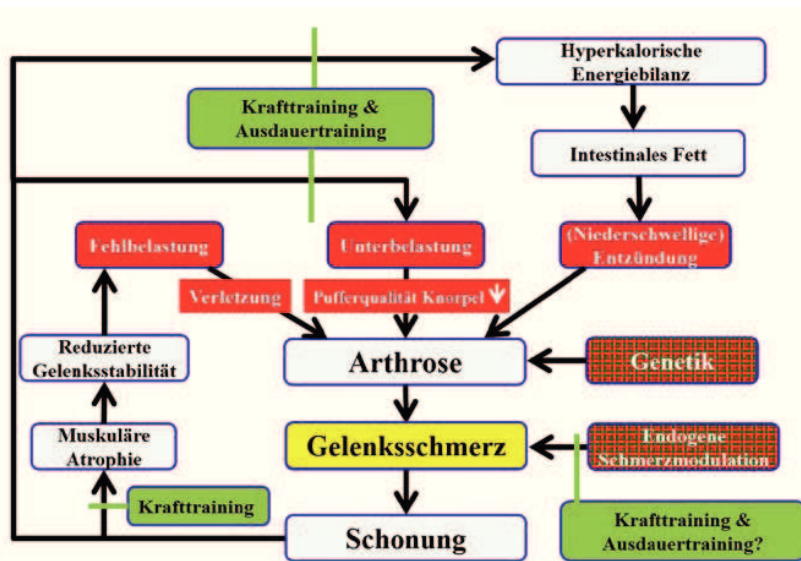 Hyperkalorische
Energiebilanz
Krafttraining &
Ausdauertraining
Intestinales Fett
Fehlbelastung
Unterbelastung
(Niederschwellige)
Entzündung
Verletzung
Pufferqualität Knorpel
Reduzierte
Gelenksstabilität
Arthrose
Genetik
Muskuläre
Atrophie
Gelenksschmerz
Endogene
Schmerzmodulation
Krafttraining
Schonung
Krafttraining &
Ausdauertraining?